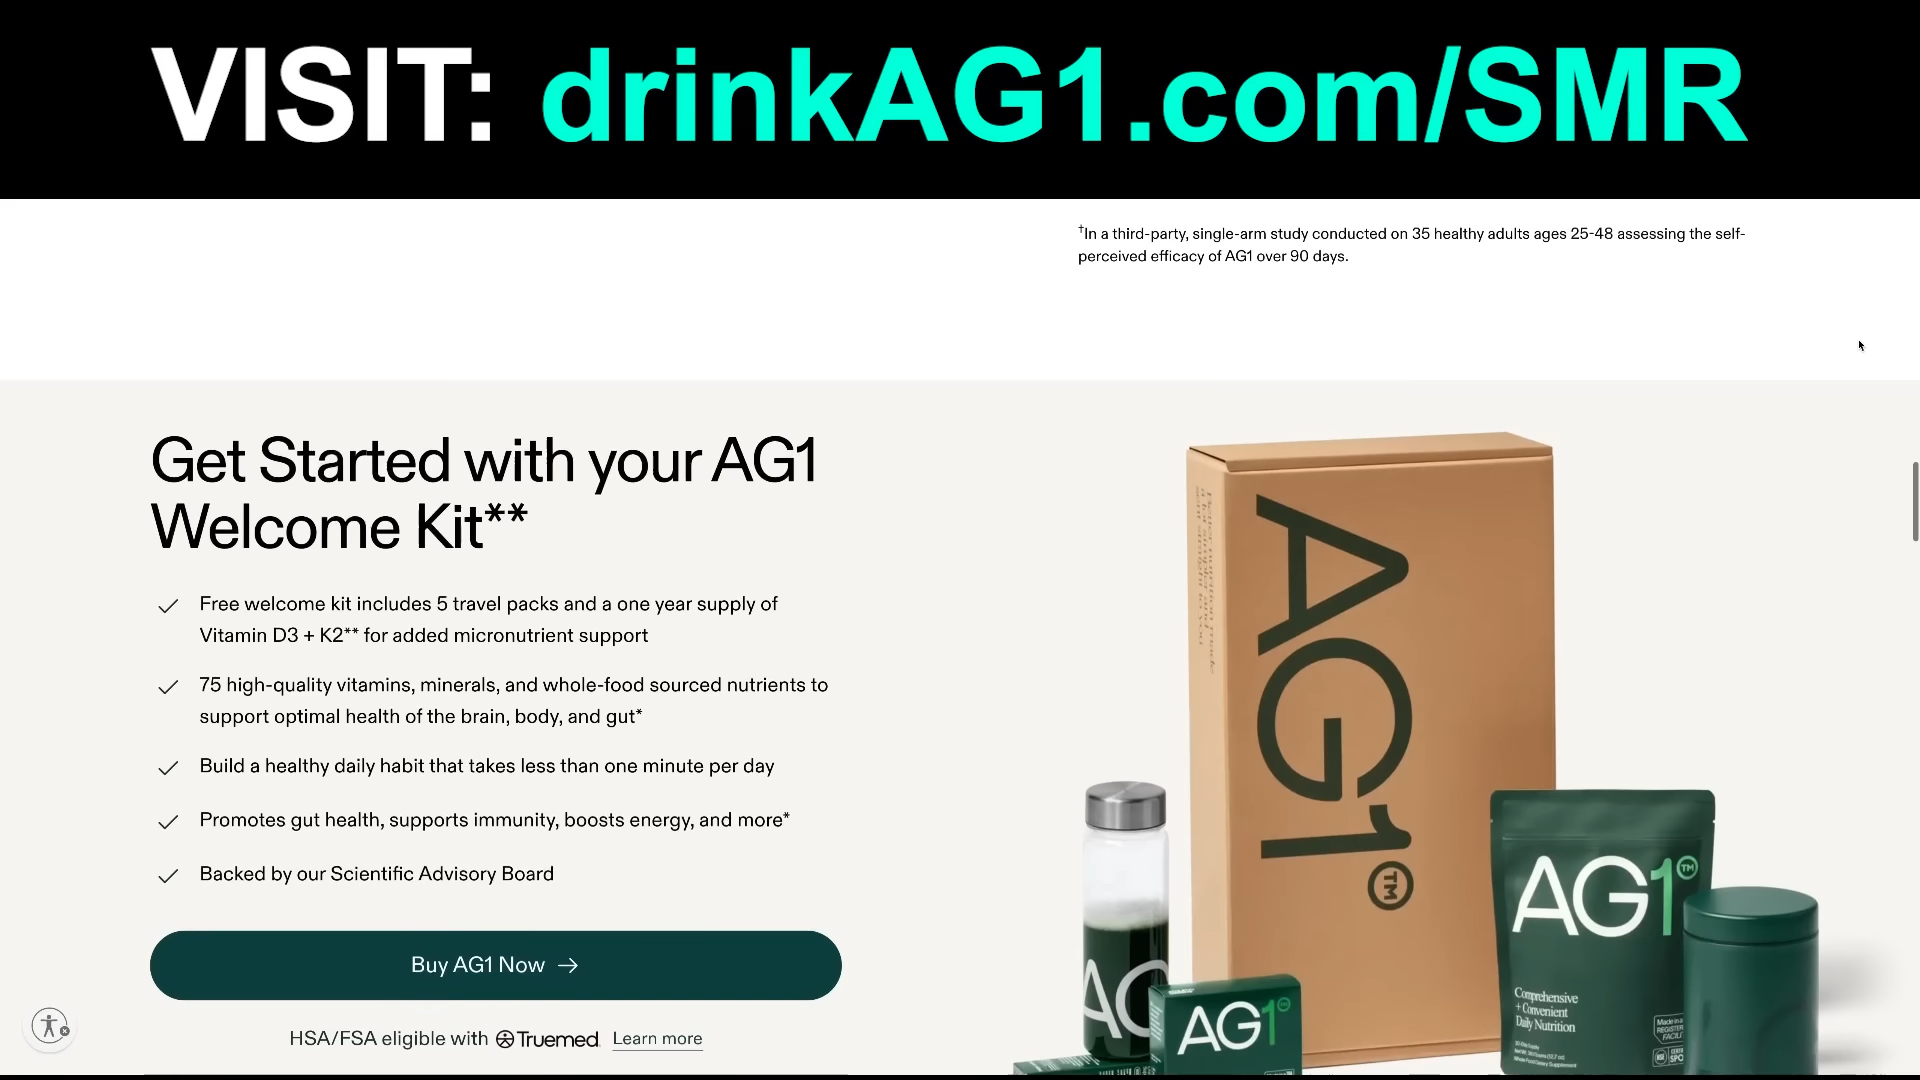 VISIT: drinkAG1.com/SMR
†In a third-party, single-arm study conducted on 35 healthy adults ages 25-48 assessing the self-
perceived efficacy of AG1 over 90 days.
Get Started with your AG1
Welcome Kit**
Free welcome kit includes 5 travel packs and a one year supply of
Vitamin D3 + K2** for added micronutrient support
75 high-quality vitamins, minerals, and whole-food sourced nutrients to
support optimal health of the brain, body, and gut*
Build a healthy daily habit that takes less than one minute per day
Promotes gut health, supports immunity, boosts energy, and more*
Backed by our Scientific Advisory Board
Buy AG1 Now →
HSA/FSA eligible with Truemed. Learn more
AG1™
AG
AG1
AG1™
Comprehensive
+ Convenient
Daily Nutrition